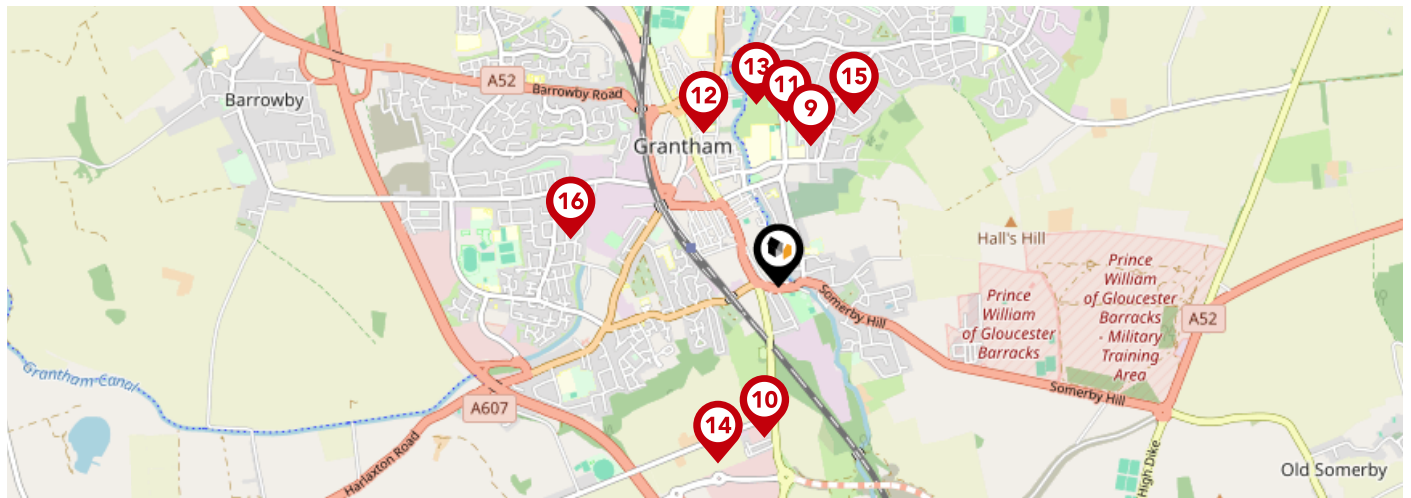 13
15
A52
11
Barrowby Road
12
Barrowby
9
Grantham
16
Hall's Hill
Prince
William
of Gloucester
Barracks
- Military
Training
Area
Prince
William
of Gloucester
Barracks
Somerby Hill
A52
Grantham Canal
Somerby Hill
10
A607
14
Harlaxton Road
High Dike
Old Somerby